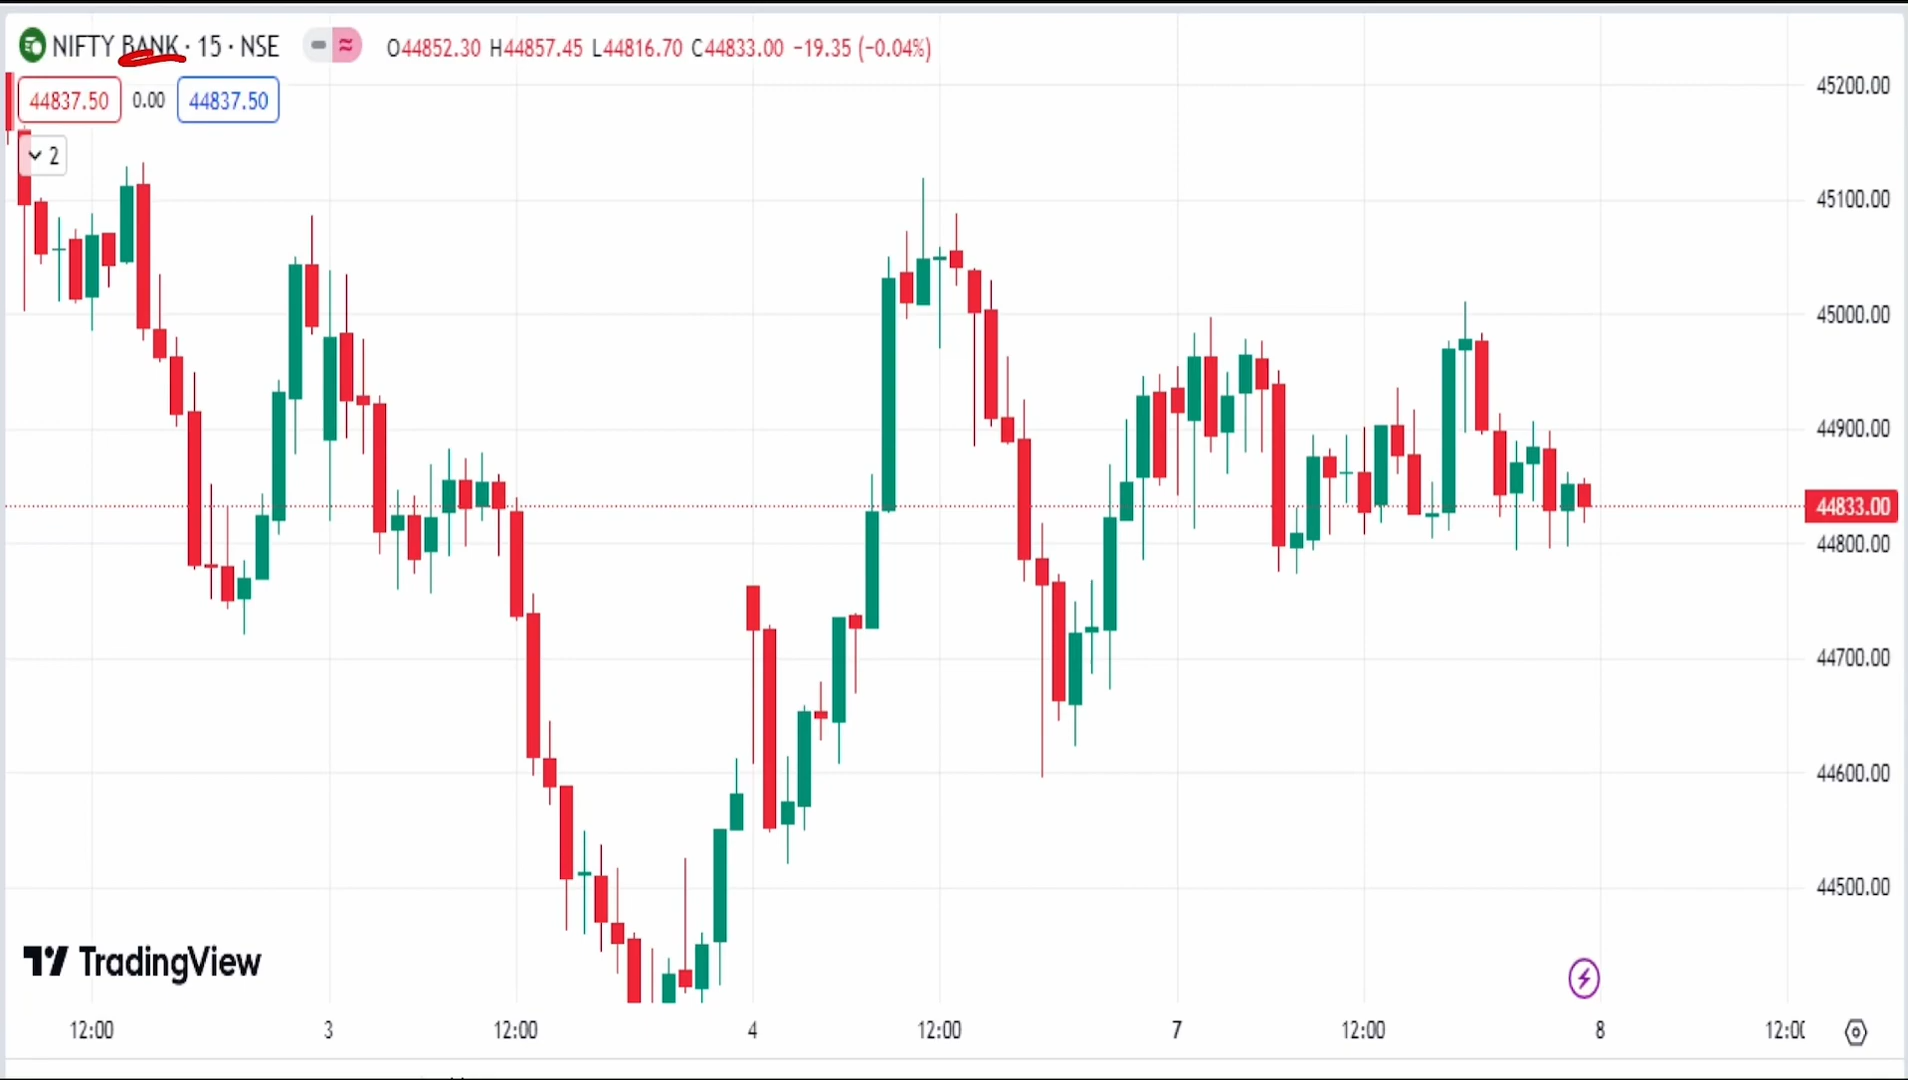 NIFTY BANK · 15 · NSE O44852.30 H44857.45 L44816.70 C44833.00 −19.35 (−0.04%)
44837.50 0.00 44837.50
2
45200.00
45100.00
45000.00
44900.00
44833.00
44800.00
44700.00
44600.00
44500.00
TradingView
12:00 3 12:00 4 12:00 7 12:00 8 12:00